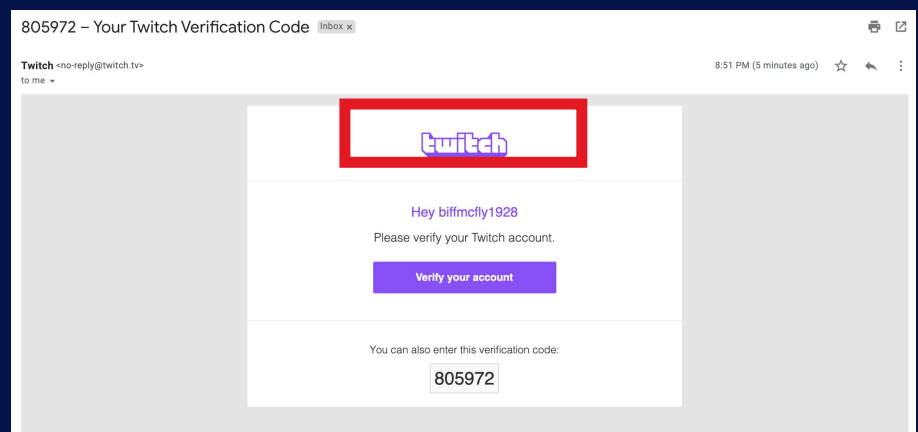 805972 – Your Twitch Verification Code Inbox x
Twitch <no-reply@twitch.tv> 8:51 PM (5 minutes ago)
to me
twitch
Hey biffmcfly1928
Please verify your Twitch account.
Verify your account
You can also enter this verification code:
805972